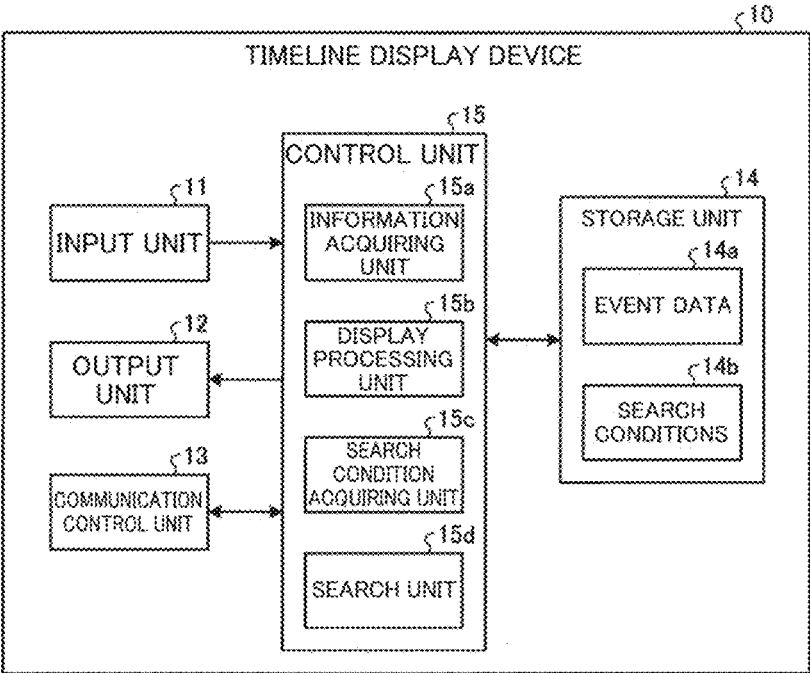 10
TIMELINE DISPLAY DEVICE
15
CONTROL UNIT
11
INPUT UNIT
12
OUTPUT
UNIT
13
COMMUNICATION
CONTROL UNIT
15a
INFORMATION
ACQUIRING
UNIT
15b
DISPLAY
PROCESSING
UNIT
15c
SEARCH
CONDITION
ACQUIRING UNIT
15d
SEARCH UNIT
14
STORAGE UNIT
14a
EVENT DATA
14b
SEARCH
CONDITIONS